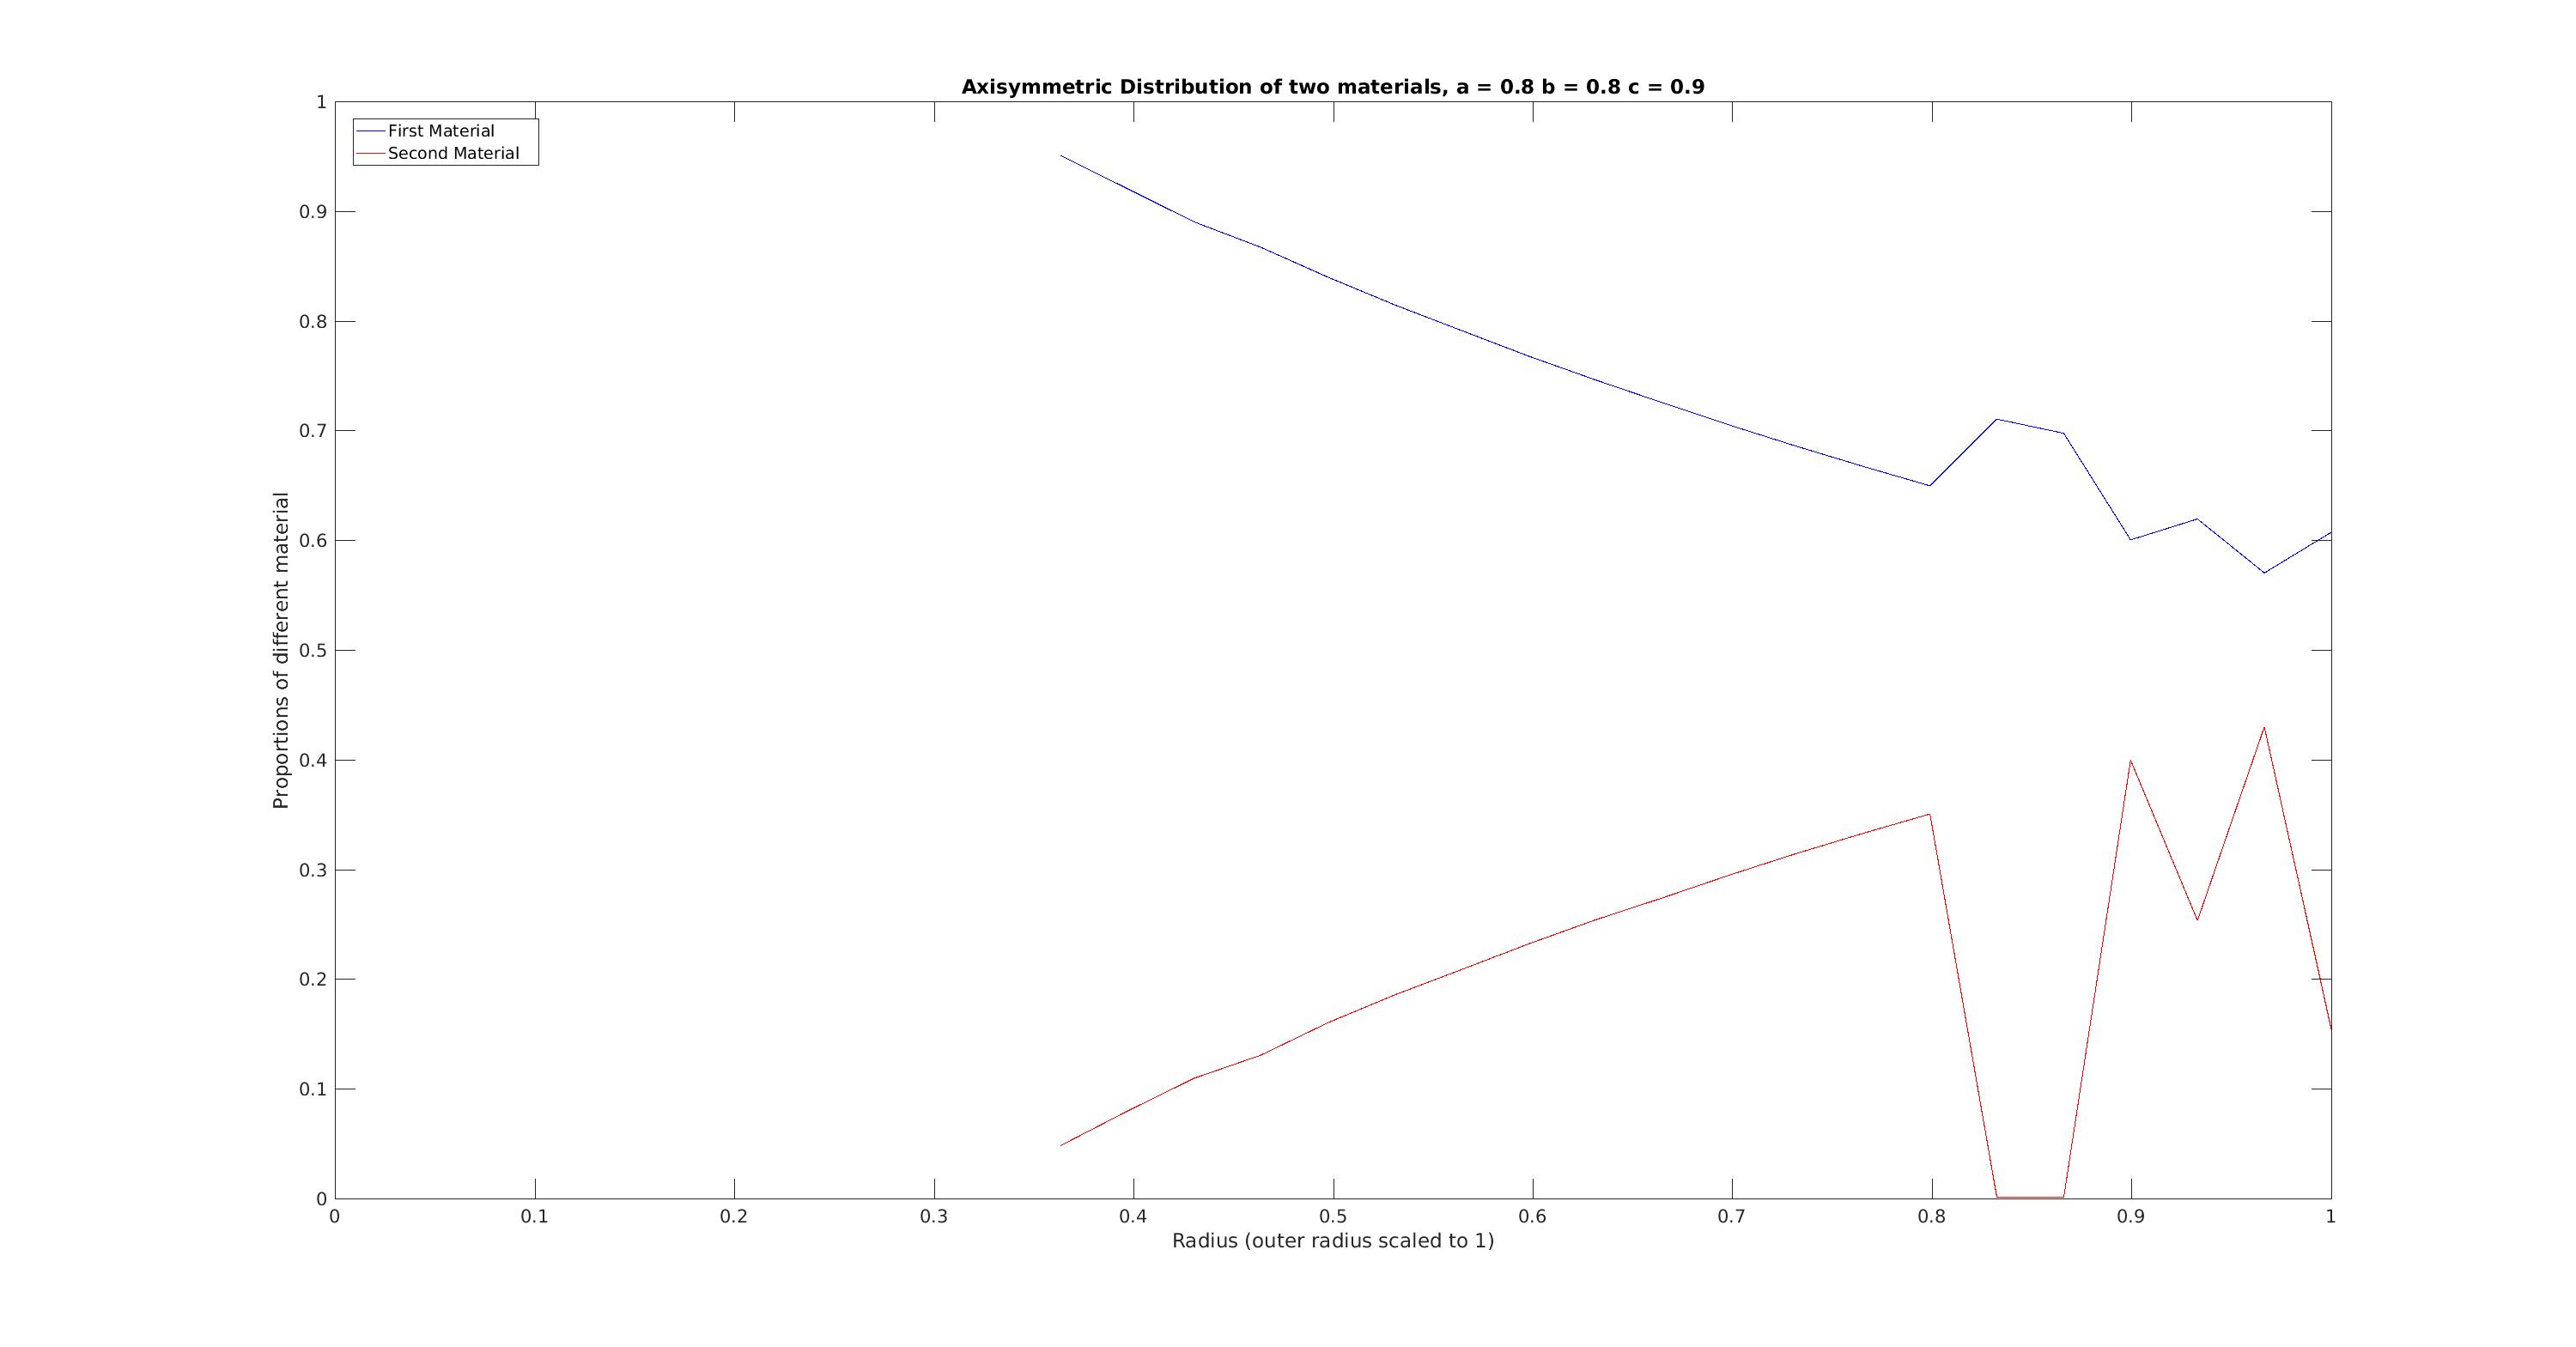 Axisymmetric Distribution of two materials, a = 0.8 b = 0.8 c = 0.9
First Material
Second Material
Proportions of different material
1
0.9
0.8
0.7
0.6
0.5
0.4
0.3
0.2
0.1
0
0 0.1 0.2 0.3 0.4 0.5 0.6 0.7 0.8 0.9 1
Radius (outer radius scaled to 1)